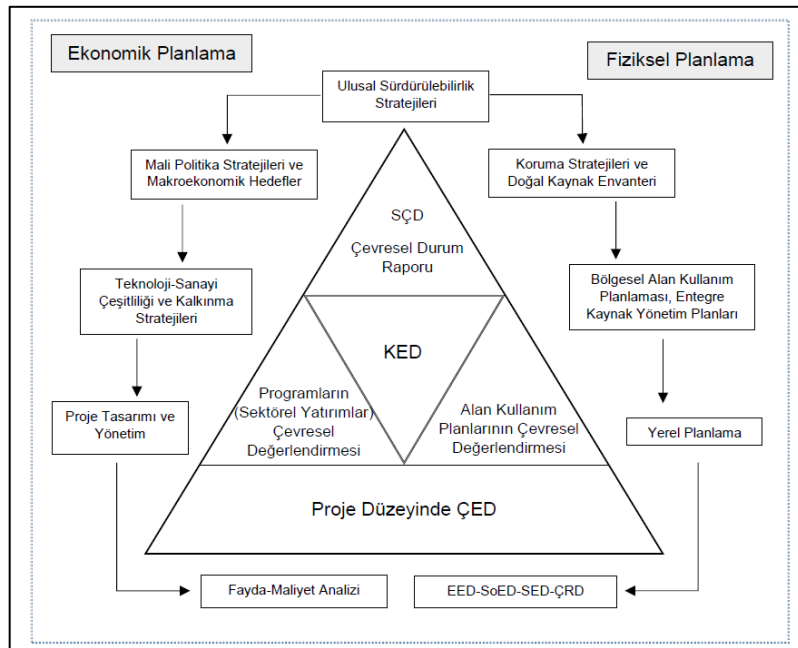 Ekonomik Planlama
Fiziksel Planlama
Ulusal Sürdürülebilirlik
Stratejileri
Mali Politika Stratejileri ve
Makroekonomik Hedefler
Koruma Stratejileri ve
Doğal Kaynak Envanteri
SÇD
Çevresel Durum
Raporu
Teknoloji-Sanayi
Çeşitliliği ve Kalkınma
Stratejileri
Bölgesel Alan Kullanım
Planlaması, Entegre
Kaynak Yönetim Planları
KED
Programların
(Sektörel Yatırımlar)
Çevresel
Değerlendirmesi
Alan Kullanım
Planlarının Çevresel
Değerlendirmesi
Proje Tasarımı ve
Yönetim
Yerel Planlama
Proje Düzeyinde ÇED
Fayda-Maliyet Analizi
EED-SoED-SED-ÇRD